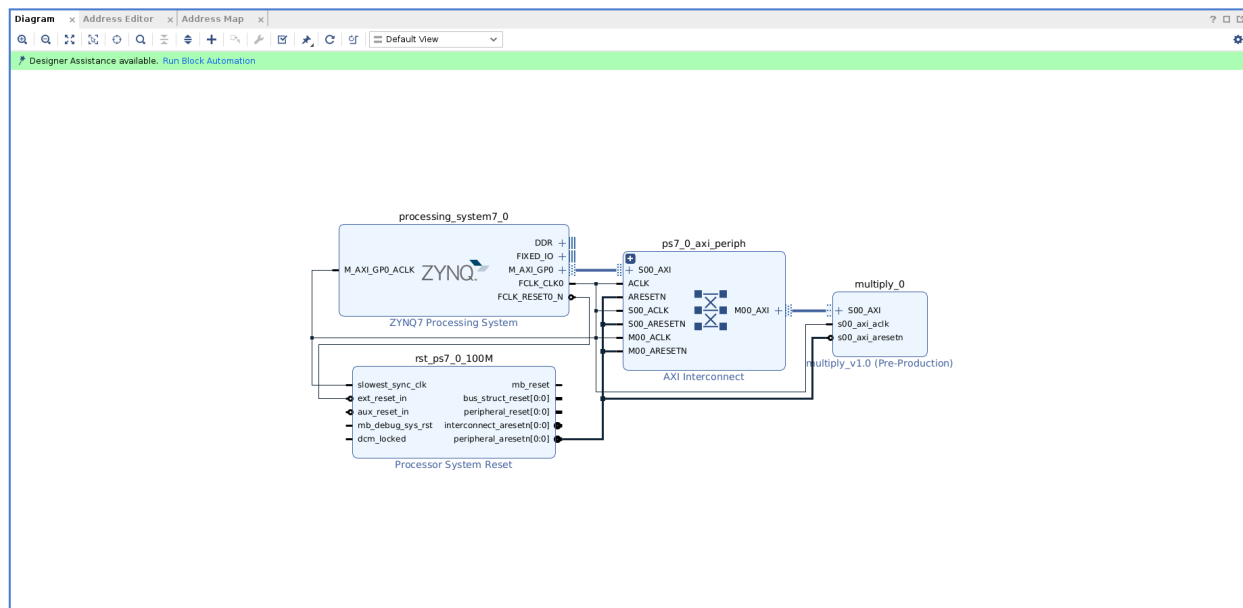 Diagram × Address Editor × Address Map ×
Default View
Designer Assistance available. Run Block Automation
processing_system7_0
DDR
FIXED_IO
M_AXI_GP0_ACLK
ZYNQ
M_AXI_GP0
FCLK_CLK0
FCLK_RESET0_N
ZYNQ7 Processing System
rst_ps7_0_100M
slowest_sync_clk mb_reset
ext_reset_in bus_struct_reset[0:0]
aux_reset_in peripheral_reset[0:0]
mb_debug_sys_rst interconnect_aresetn[0:0]
dcm_locked peripheral_aresetn[0:0]
Processor System Reset
ps7_0_axi_periph
S00_AXI
ACLK
ARESETN
S00_ACLK M00_AXI
S00_ARESETN
M00_ACLK
M00_ARESETN
AXI Interconnect
multiply_0
S00_AXI
s00_axi_aclk
s00_axi_aresetn
multiply_v1.0 (Pre-Production)